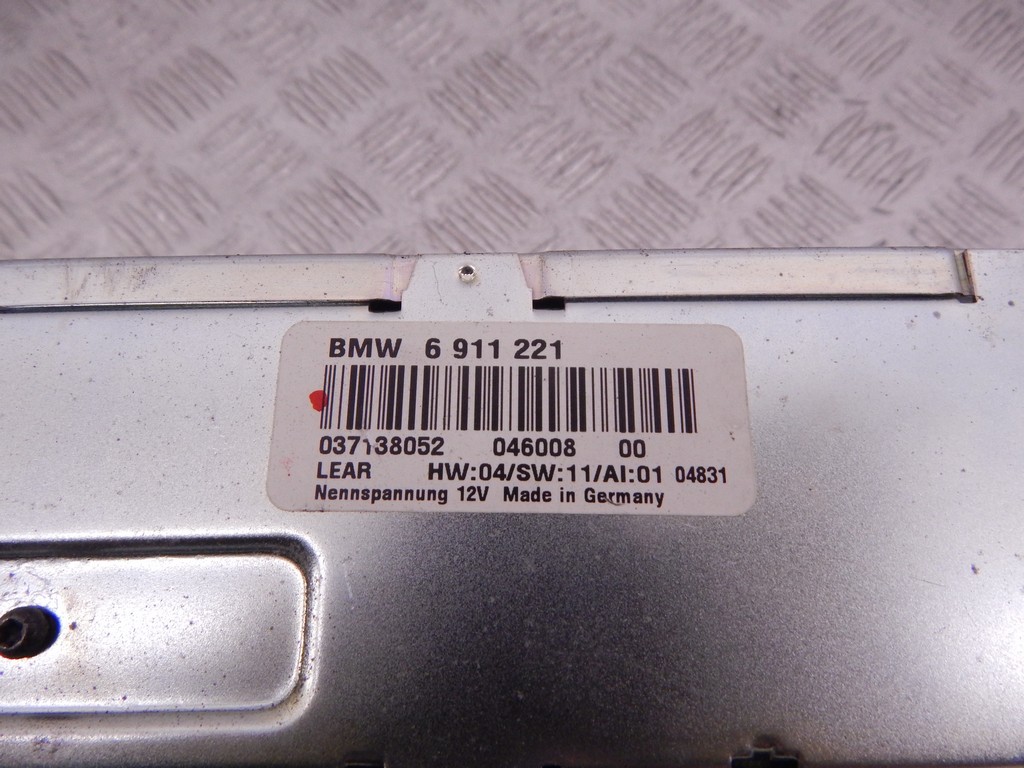 BMW 6 911 221
037138052 046008 00
LEAR HW:04/SW:11/AI:01 04831
Nennspannung 12V Made in Germany